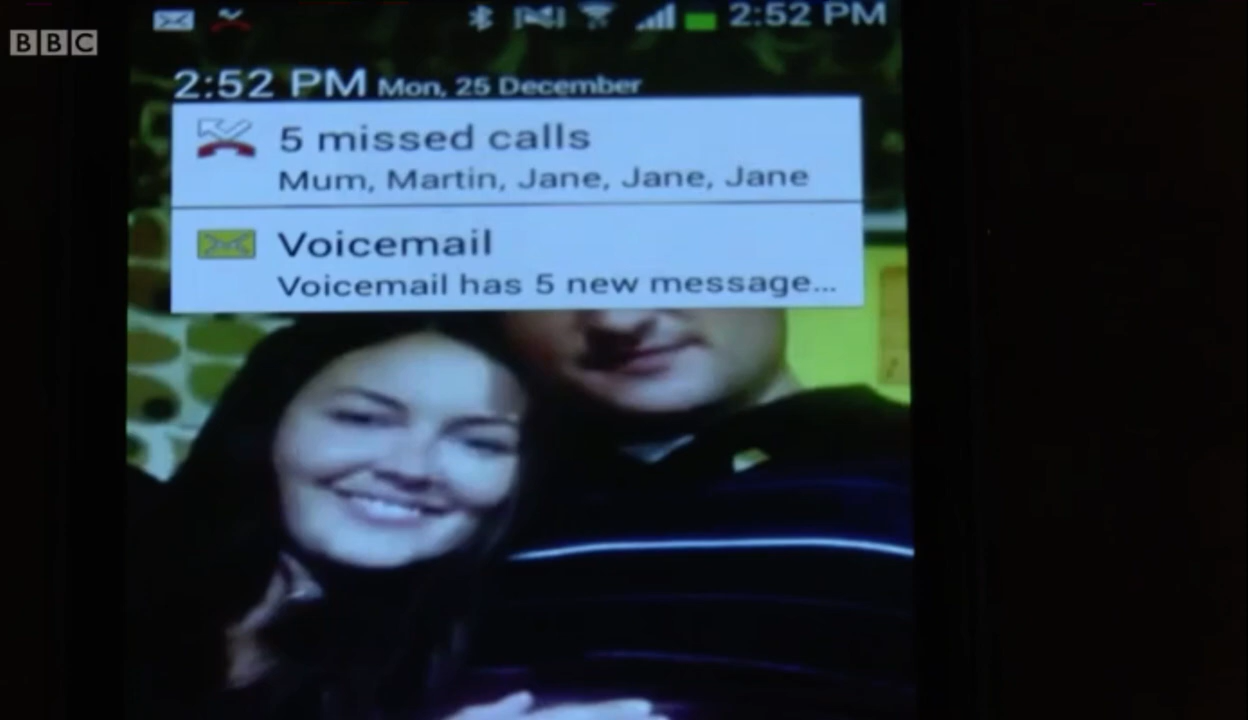 BBC
2:52 PM
2:52 PM Mon, 25 December
5 missed calls
Mum, Martin, Jane, Jane, Jane
Voicemail
Voicemail has 5 new message...